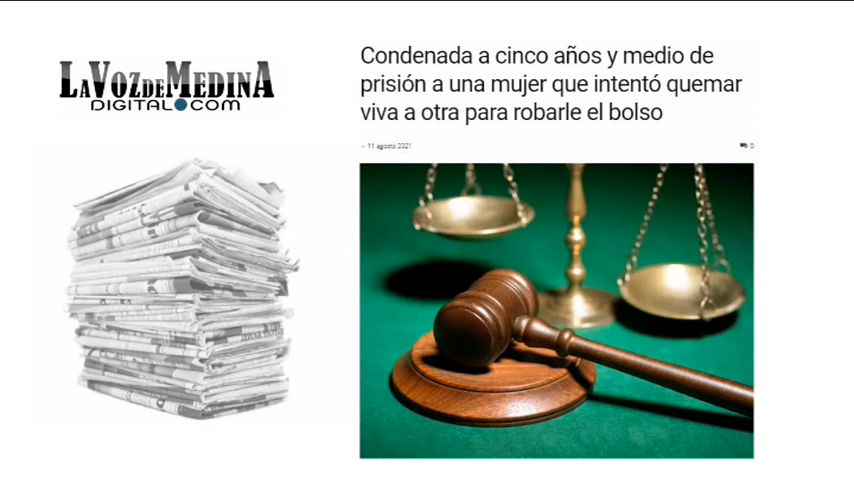 LAVOZDEMEDINA
DIGITAL.COM
Condenada a cinco años y medio de
prisión a una mujer que intentó quemar
viva a otra para robarle el bolso
- 11 agosto 2021
0